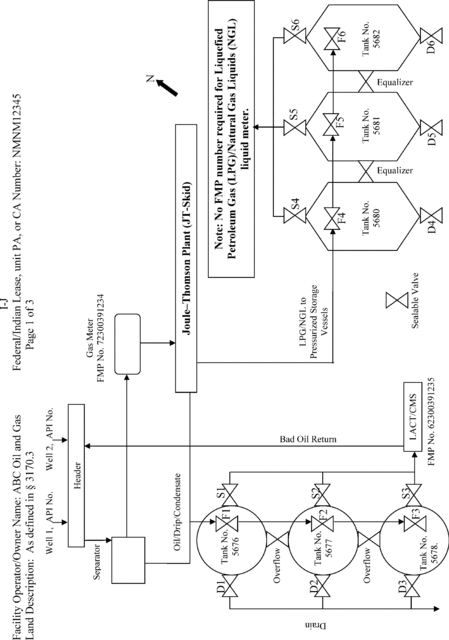 I-J
Facility Operator/Owner Name: ABC Oil and Gas
Federal/Indian Lease, unit PA, or CA Number: NMNM12345
Land Description: As defined in § 3170.3
Page 1 of 3
Well 1, API No.
Well 2, API No.
Header
Separator
Gas Meter
FMP No. 72300391234
N
Joule–Thomson Plant (JT-Skid)
Note: No FMP number required for Liquefied
Petroleum Gas (LPG)/Natural Gas Liquids (NGL)
liquid meter.
Oil/Drip/Condensate
Bad Oil Return
LPG/NGL to
Pressurized Storage
Vessels
LACT/CMS
FMP No. 62300391235
S1
F1
Tank No.
5676
D1
Overflow
S2
F2
Tank No.
5677
D2
Overflow
S3
F3
Tank No.
5678.
D3
Drain
S4
F4
Tank No.
5680
D4
Equalizer
S5
F5
Tank No.
5681
D5
Equalizer
S6
F6
Tank No.
5682
D6
Sealable Valve